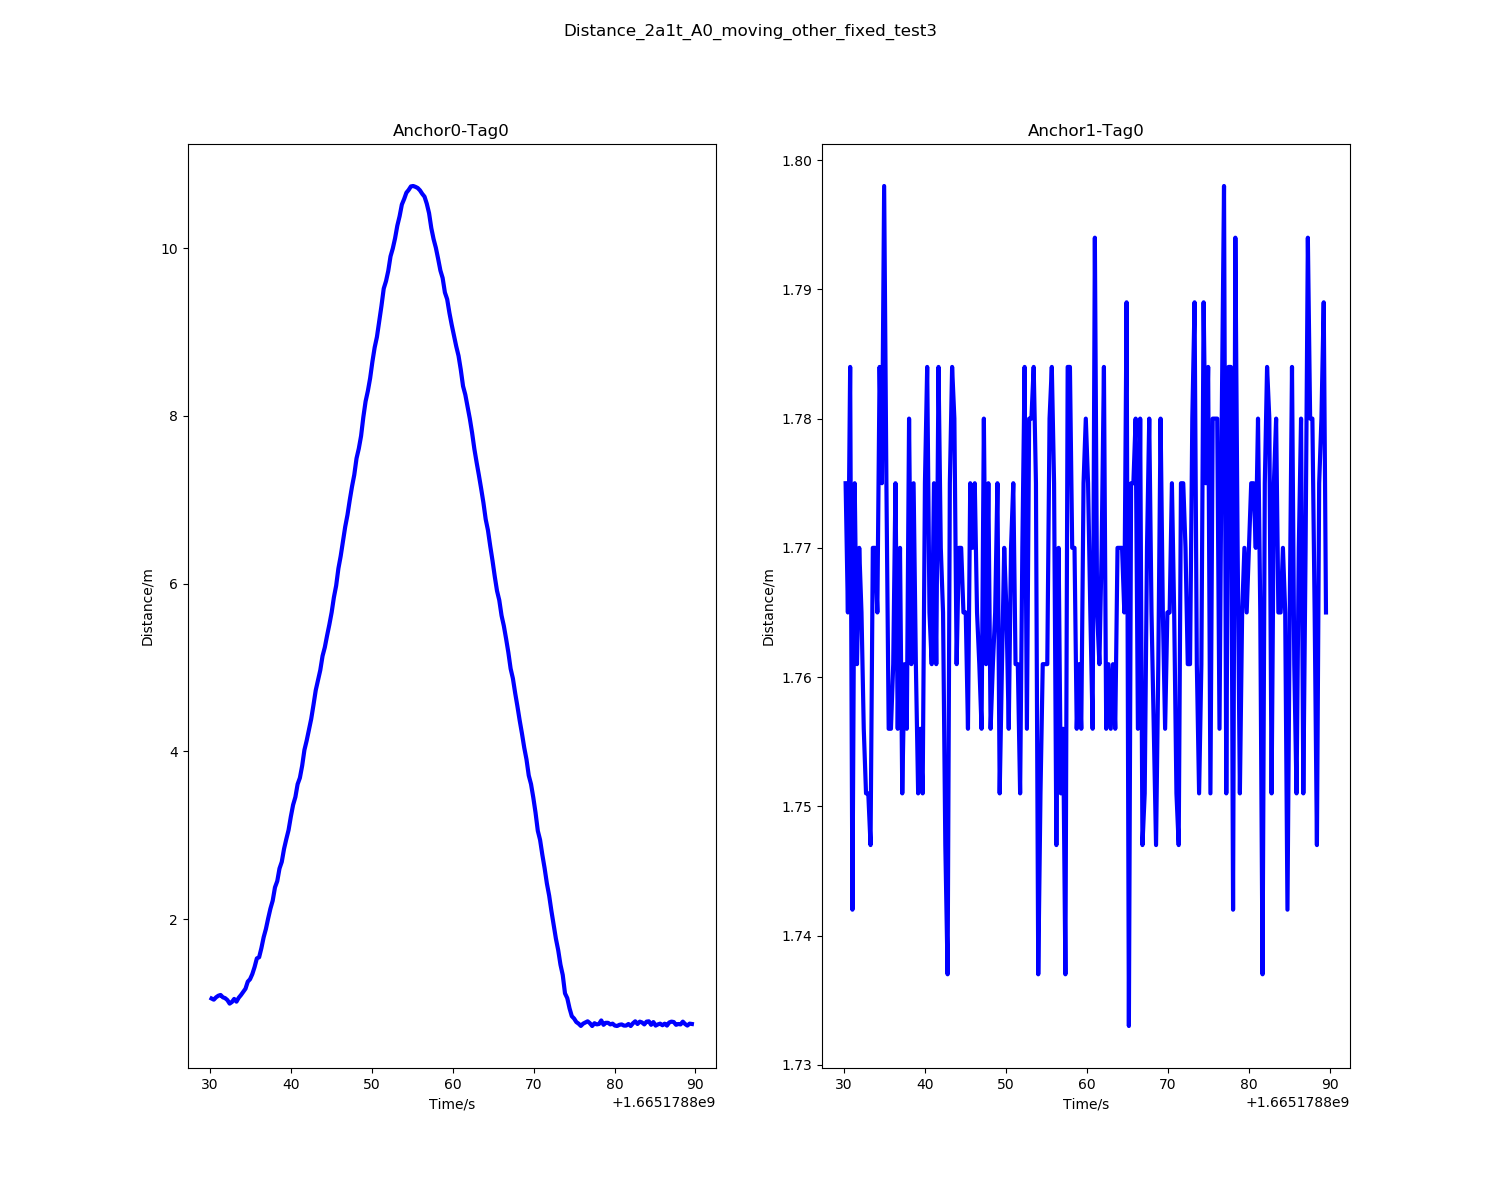 Distance_2a1t_A0_moving_other_fixed_test3
Anchor0-Tag0
10
8
6
4
2
Distance/m
30 40 50 60 70 80 90
Time/s
+1.6651788e9
Anchor1-Tag0
1.80
1.79
1.78
1.77
1.76
1.75
1.74
1.73
Distance/m
30 40 50 60 70 80 90
Time/s
+1.6651788e9